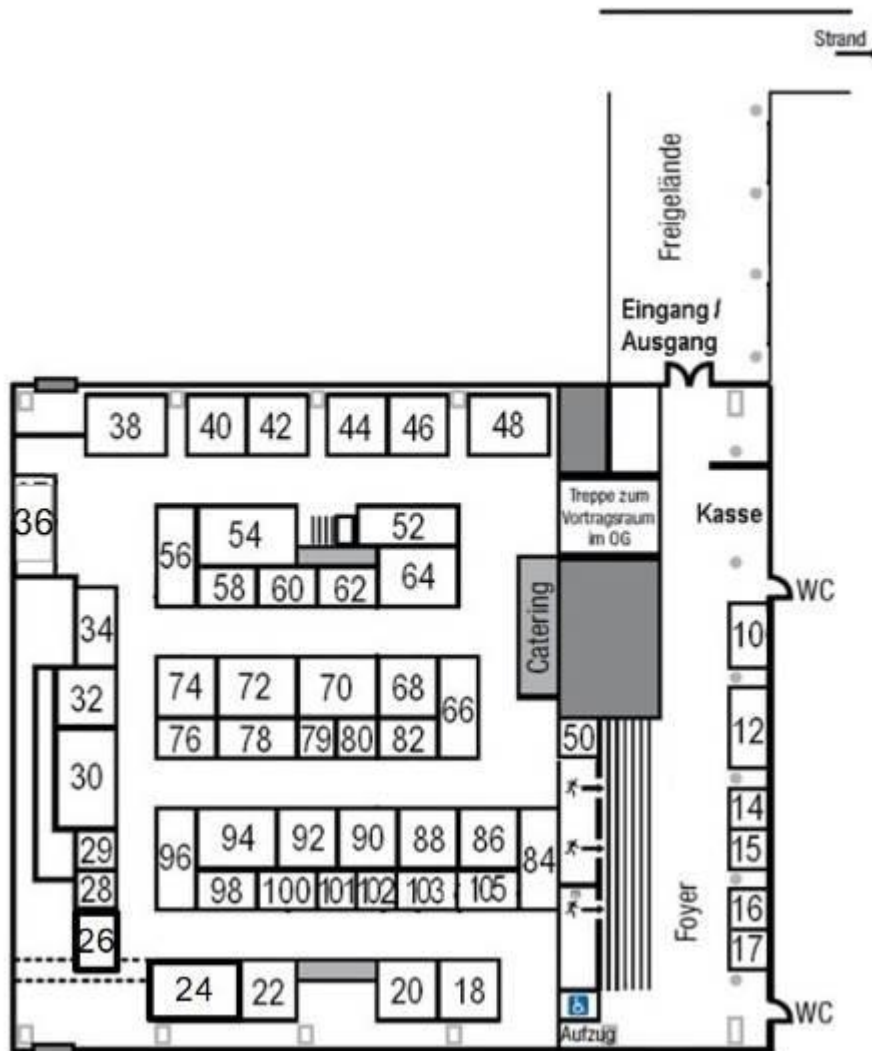 Strand
Freigelände
Eingang /
Ausgang
38 40 42 44 46 48
Treppe zum
Vortragsraum
im OG
Kasse
36
56 54 52
58 60 62 64
Catering
WC
34
10
32
74 72 70 68 66
76 78 79 80 82
50
12
30
14
29
96 94 92 90 88 86 84
15
28
98 100 101 102 103 105
16
Foyer
26
17
24 22 20 18
Aufzug
WC